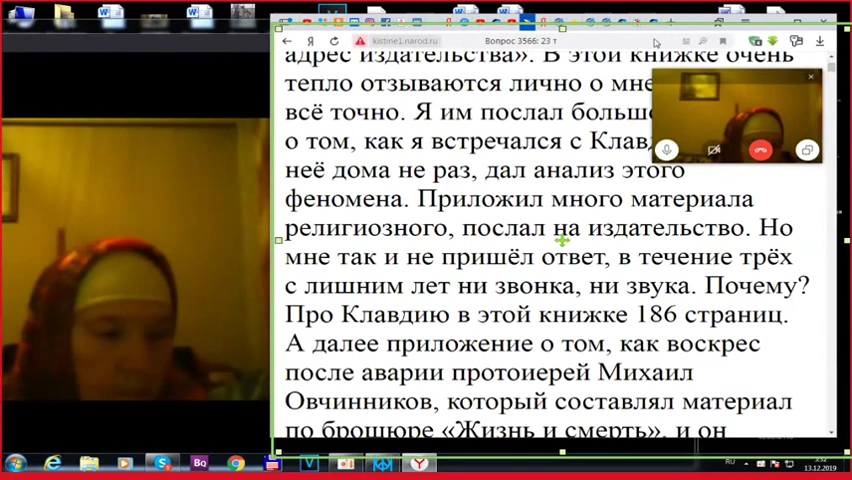 kistine1.narod.ru
Вопрос 3566: 23 т
адрес издательства». В этой книжке очень
тепло отзываются лично о мне
всё точно. Я им послал
о том, как я встречался с
неё дома не раз, дал анализ этого
феномена. Приложил много материала
религиозного, послал на издательство. Но
мне так и не пришёл ответ, в течение трёх
с лишним лет ни звонка, ни звука. Почему?
Про Клавдию в этой книжке 186 страниц.
А далее приложение о том, как воскрес
после аварии протоиерей Михаил
Овчинников, который составлял материал
по брошюре «Жизнь и смерть», и он
RU
13.12.2019